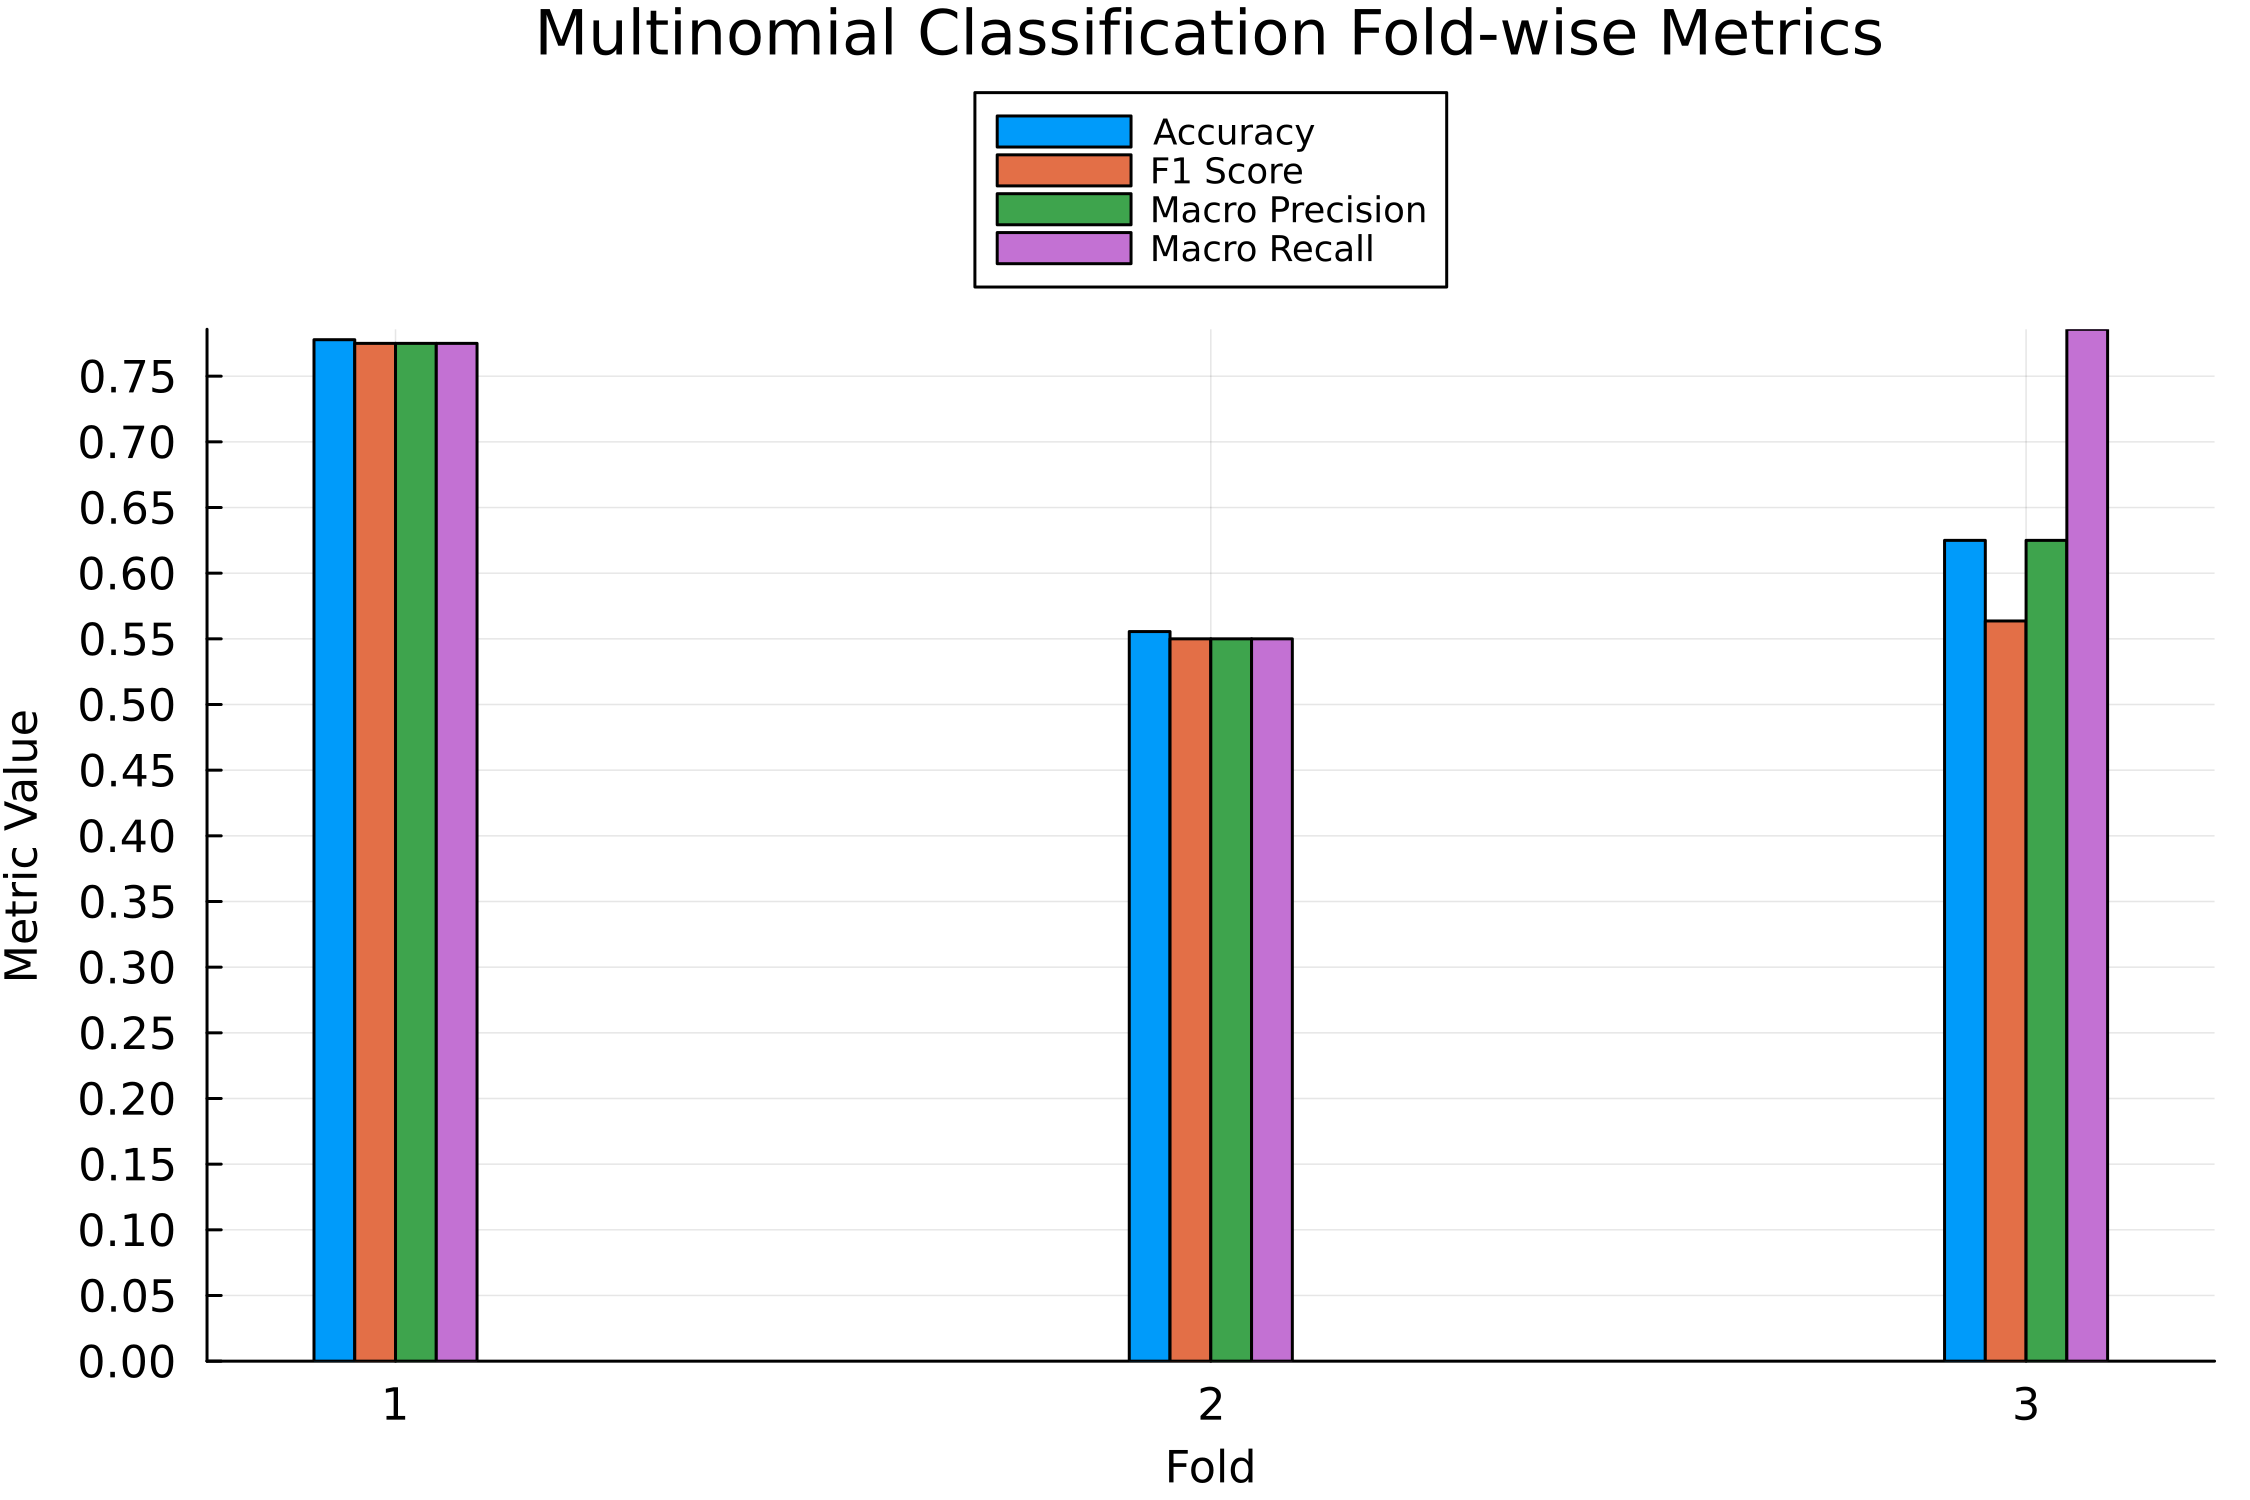 Multinomial Classification Fold-wise Metrics
Accuracy
F1 Score
Macro Precision
Macro Recall
0.75
0.70
0.65
0.60
0.55
0.50
0.45
0.40
0.35
0.30
0.25
0.20
0.15
0.10
0.05
0.00
Metric Value
1 2 3
Fold